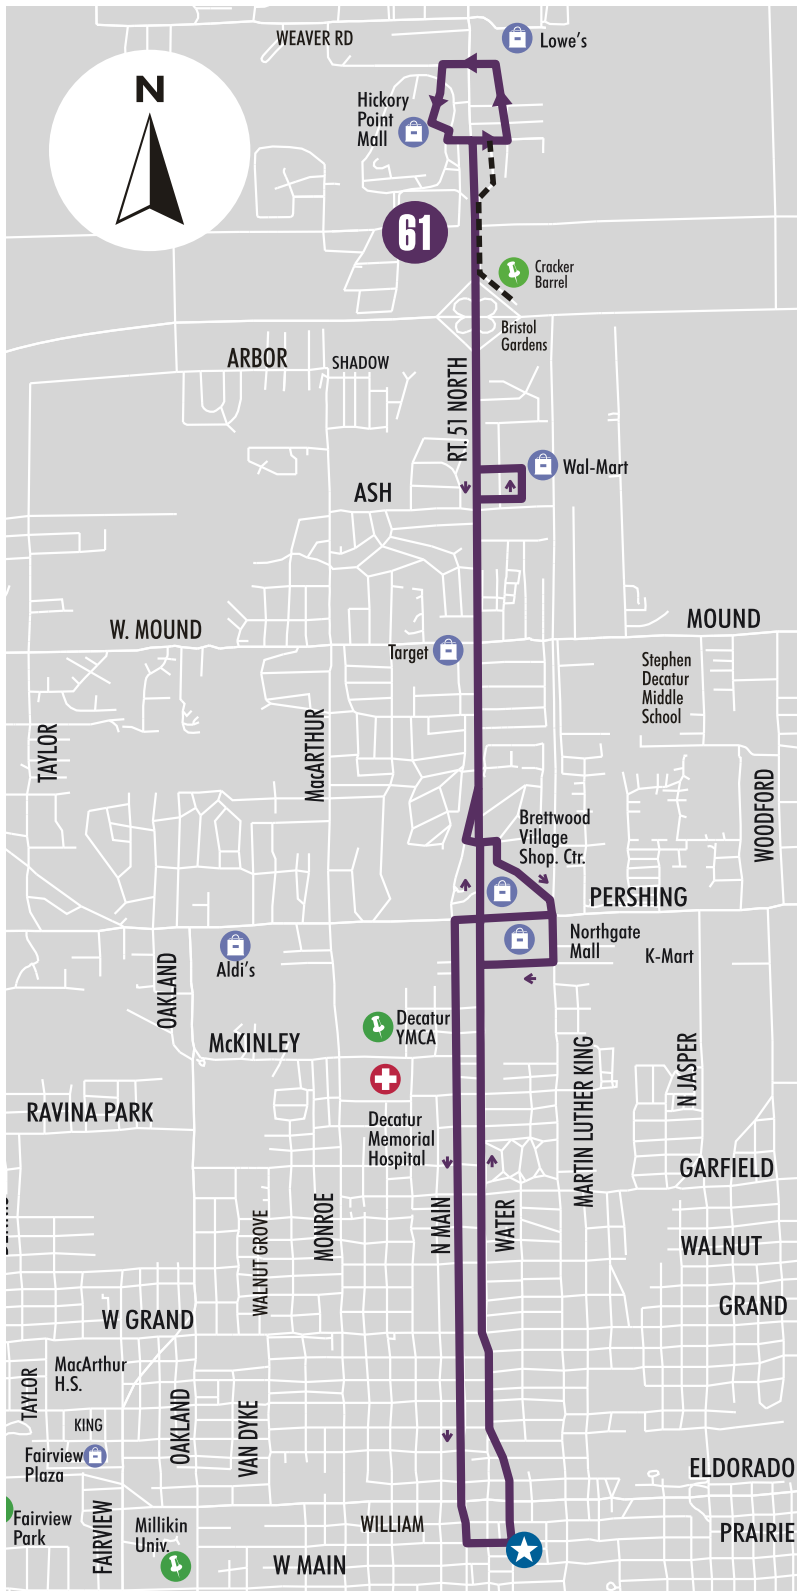 WEAVER RD
Lowe's
N
Hickory
Point
Mall
61
Cracker
Barrel
Bristol
Gardens
ARBOR
SHADOW
RT. 51 NORTH
Wal-Mart
ASH
W. MOUND
MOUND
Target
Stephen
Decatur
Middle
School
TAYLOR
MacARTHUR
WOODFORD
Brettwood
Village
Shop. Ctr.
PERSHING
Northgate
Mall
K-Mart
Aldi's
OAKLAND
Decatur
YMCA
McKINLEY
MARTIN LUTHER KING
N JASPER
RAVINA PARK
Decatur
Memorial
Hospital
GARFIELD
WALNUT GROVE
MONROE
N MAIN
WATER
WALNUT
GRAND
W GRAND
MacArthur
H.S.
TAYLOR
KING
OAKLAND
VAN DYKE
Fairview
Plaza
ELDORADO
Fairview
Park
FAIRVIEW
Millikin
Univ.
WILLIAM
PRAIRIE
W MAIN